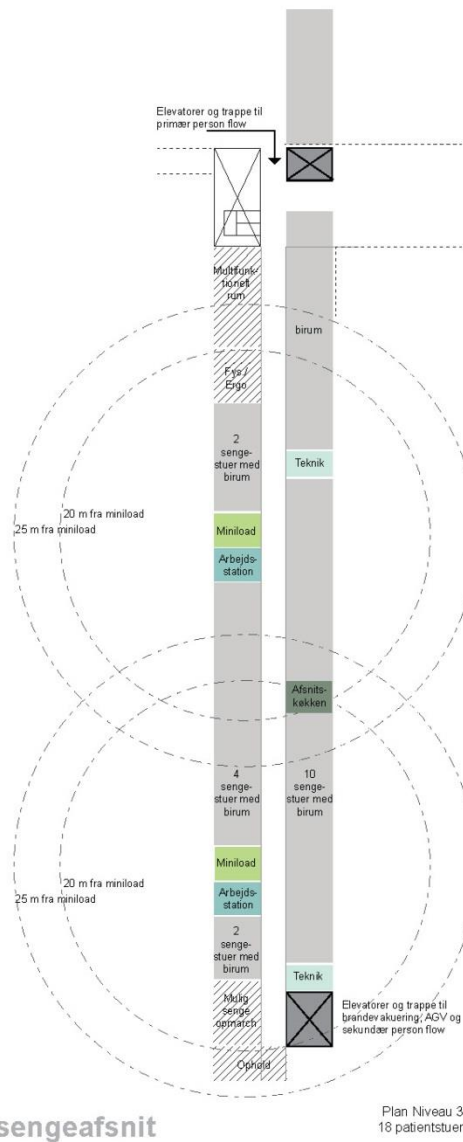 Elevatorer og trappe til
primær person flow
Multifunk-
tionelt
rum
birum
Fys./
Ergo
2
senge-
stuer med
birum
Teknik
20 m fra miniload
25 m fra miniload
Miniload
Arbejds-
station
Afsnits-
køkken
4
senge-
stuer med
birum
10
senge-
stuer med
birum
Miniload
20 m fra miniload
25 m fra miniload
Arbejds-
station
2
senge-
stuer med
birum
Teknik
Mulig
senge
opmarch
Elevatorer og trappe til
brandevakuering, AGV og
sekundær person flow
Ophold
sengeafsnit
Plan Niveau 3
18 patientstuer